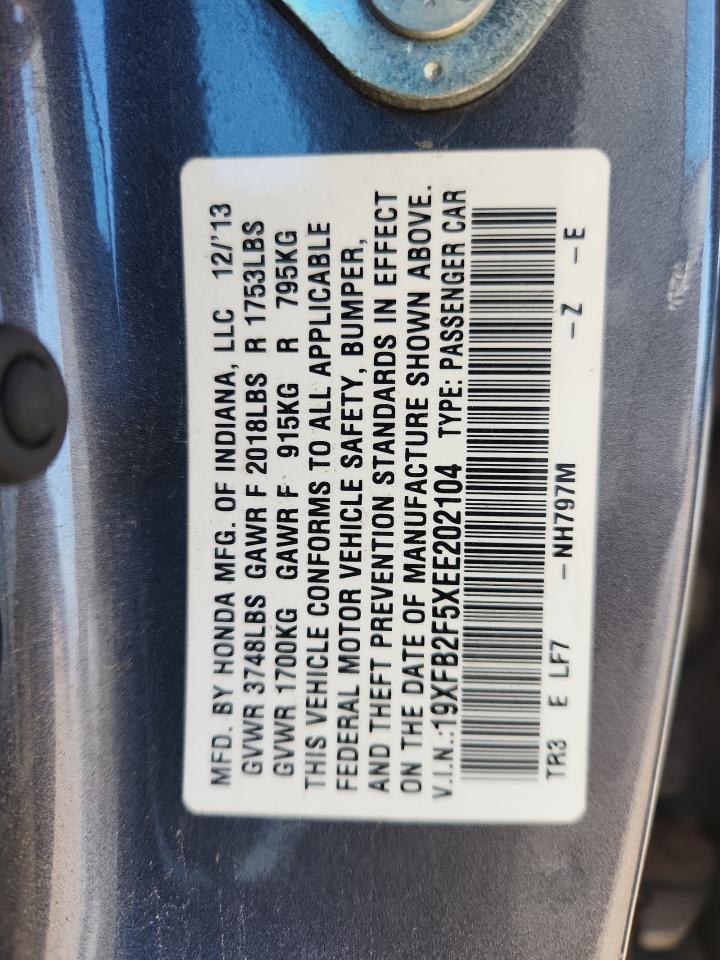 MFD. BY HONDA MFG. OF INDIANA, LLC 12/'13
GVWR 3748LBS GAWR F 2018LBS R 1753LBS
GVWR 1700KG GAWR F 915KG R 795KG
THIS VEHICLE CONFORMS TO ALL APPLICABLE
FEDERAL MOTOR VEHICLE SAFETY, BUMPER,
AND THEFT PREVENTION STANDARDS IN EFFECT
ON THE DATE OF MANUFACTURE SHOWN ABOVE.
V.I.N.:19XFB2F5XEE202104 TYPE: PASSENGER CAR
TR3 E LF7 -NH797M -Z -E